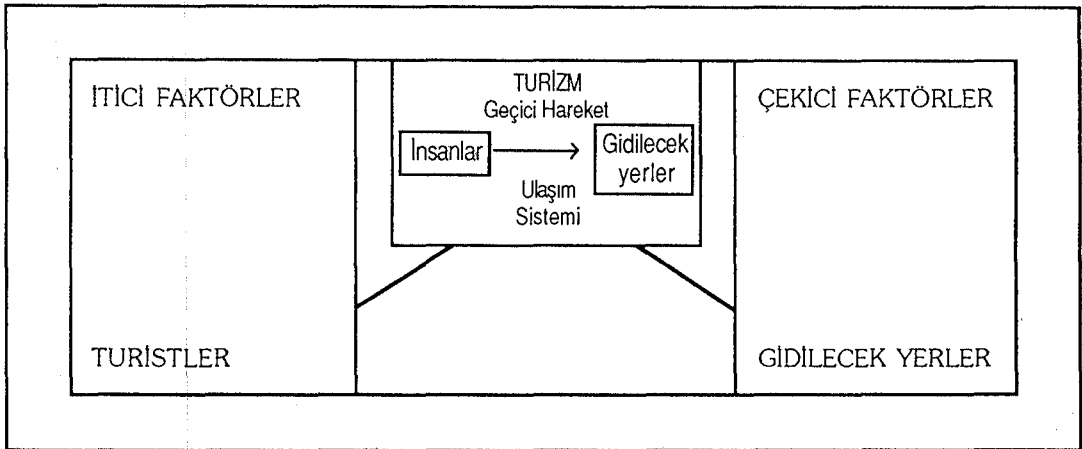 İTİCİ FAKTÖRLER
TURİSTLER
TURİZM
Geçici Hareket
İnsanlar
Gidilecek
yerler
Ulaşım
Sistemi
ÇEKİCİ FAKTÖRLER
GİDİLECEK YERLER